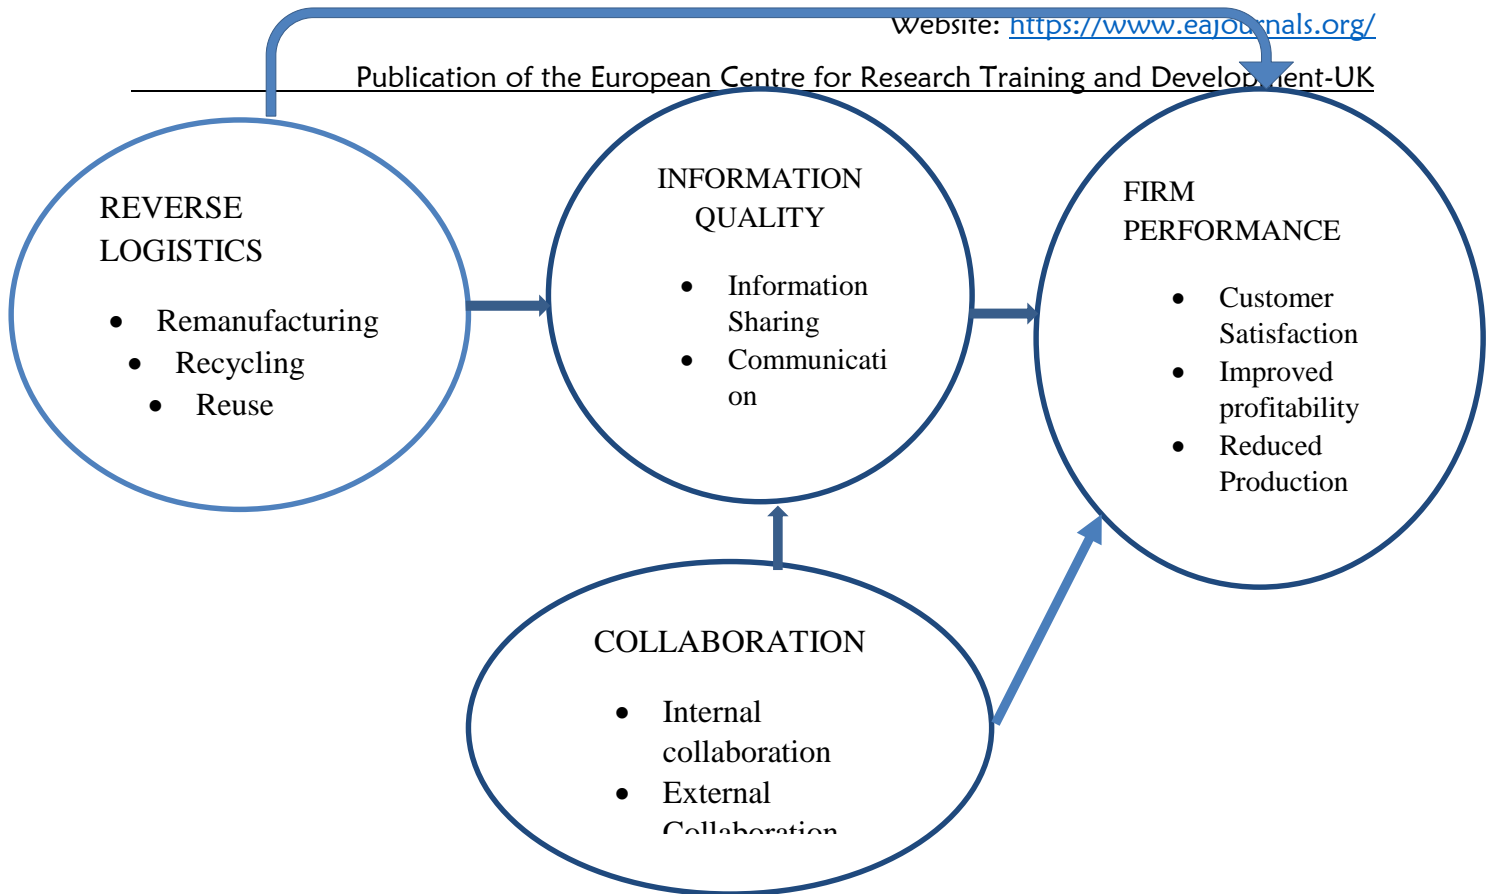 Website: https://www.eajournals.org/
Publication of the European Centre for Research Training and Development-UK
REVERSE
LOGISTICS
• Remanufacturing
• Recycling
• Reuse
INFORMATION
QUALITY
• Information
Sharing
• Communicati
on
FIRM
PERFORMANCE
• Customer
Satisfaction
• Improved
profitability
• Reduced
Production
COLLABORATION
• Internal
collaboration
• External
Collaboration